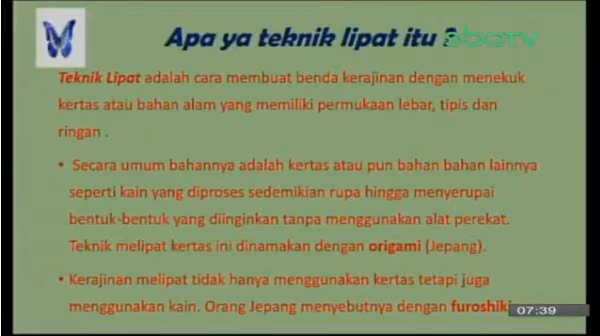 Apa ya teknik lipat itu ?
sbotv
Teknik Lipat adalah cara membuat benda kerajinan dengan menekuk
kertas atau bahan alam yang memiliki permukaan lebar, tipis dan
ringan .
• Secara umum bahannya adalah kertas atau pun bahan bahan lainnya
seperti kain yang diproses sedemikian rupa hingga menyerupai
bentuk-bentuk yang diinginkan tanpa menggunakan alat perekat.
Teknik melipat kertas ini dinamakan dengan origami (Jepang).
• Kerajinan melipat tidak hanya menggunakan kertas tetapi juga
menggunakan kain. Orang Jepang menyebutnya dengan furoshiki
07:39